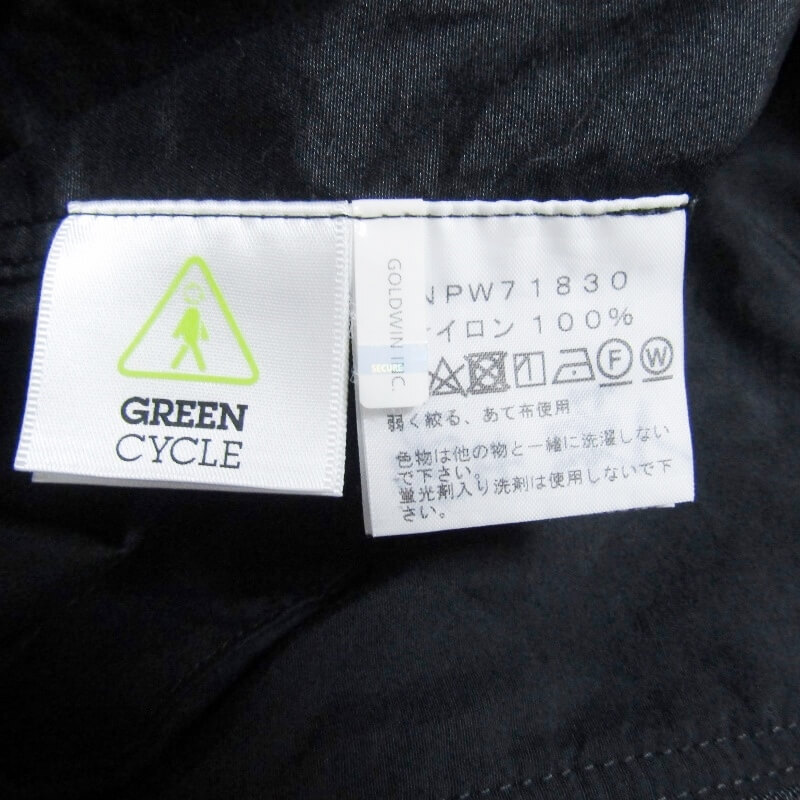 GREEN
CYCLE
GOLDWIN INC.
SECURE
NPW71830
イロン 100%
F W
弱く絞る、あて布使用
色物は他の物と一緒に洗濯しない
で下さい。
蛍光剤入り洗剤は使用しないで下
さい。